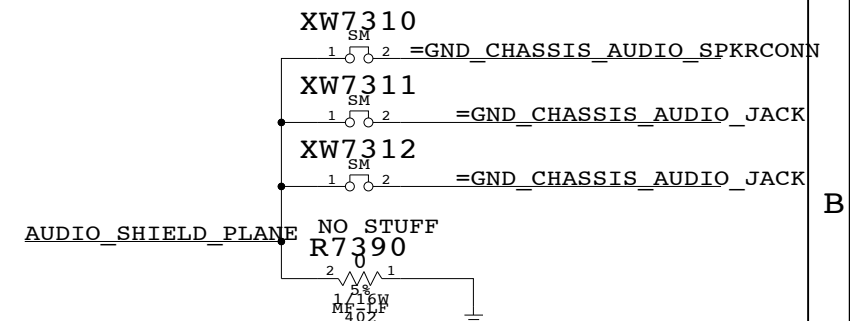 XW7310
SM
1 2 =GND_CHASSIS_AUDIO_SPKRCONN
XW7311
SM
1 2 =GND_CHASSIS_AUDIO_JACK
XW7312
SM
1 2 =GND_CHASSIS_AUDIO_JACK
B
AUDIO_SHIELD_PLANE
NO STUFF
R7390
0
2 1
5%
1/16W
MF-LF
402